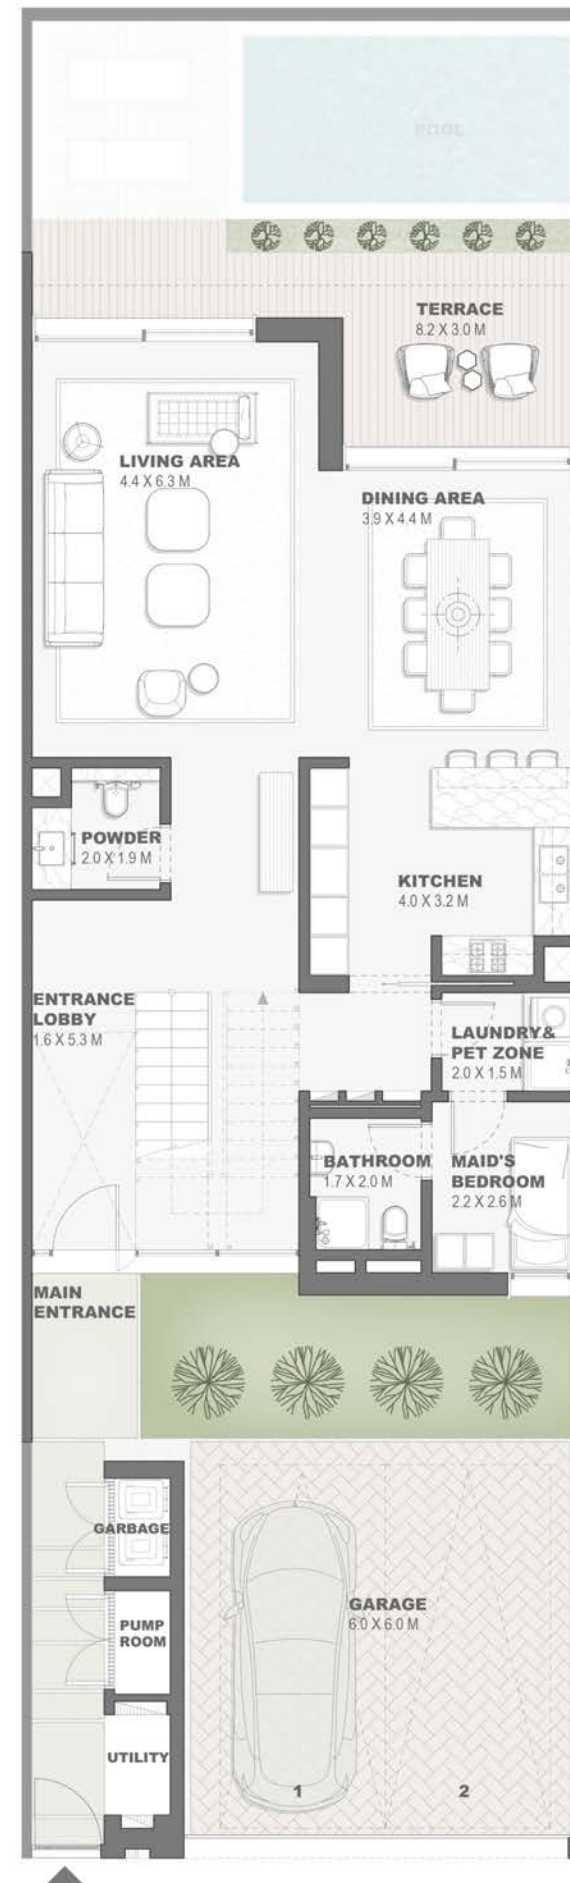 POOL
TERRACE
8.2 X 3.0 M
LIVING AREA
4.4 X 6.3 M
DINING AREA
3.9 X 4.4 M
POWDER
2.0 X 1.9 M
KITCHEN
4.0 X 3.2 M
ENTRANCE
LOBBY
1.6 X 5.3 M
LAUNDRY&
PET ZONE
2.0 X 1.5 M
BATHROOM
1.7 X 2.0 M
MAID'S
BEDROOM
2.2 X 2.6 M
MAIN
ENTRANCE
GARBAGE
GARAGE
6.0 X 6.0 M
PUMP
ROOM
UTILITY
1
2